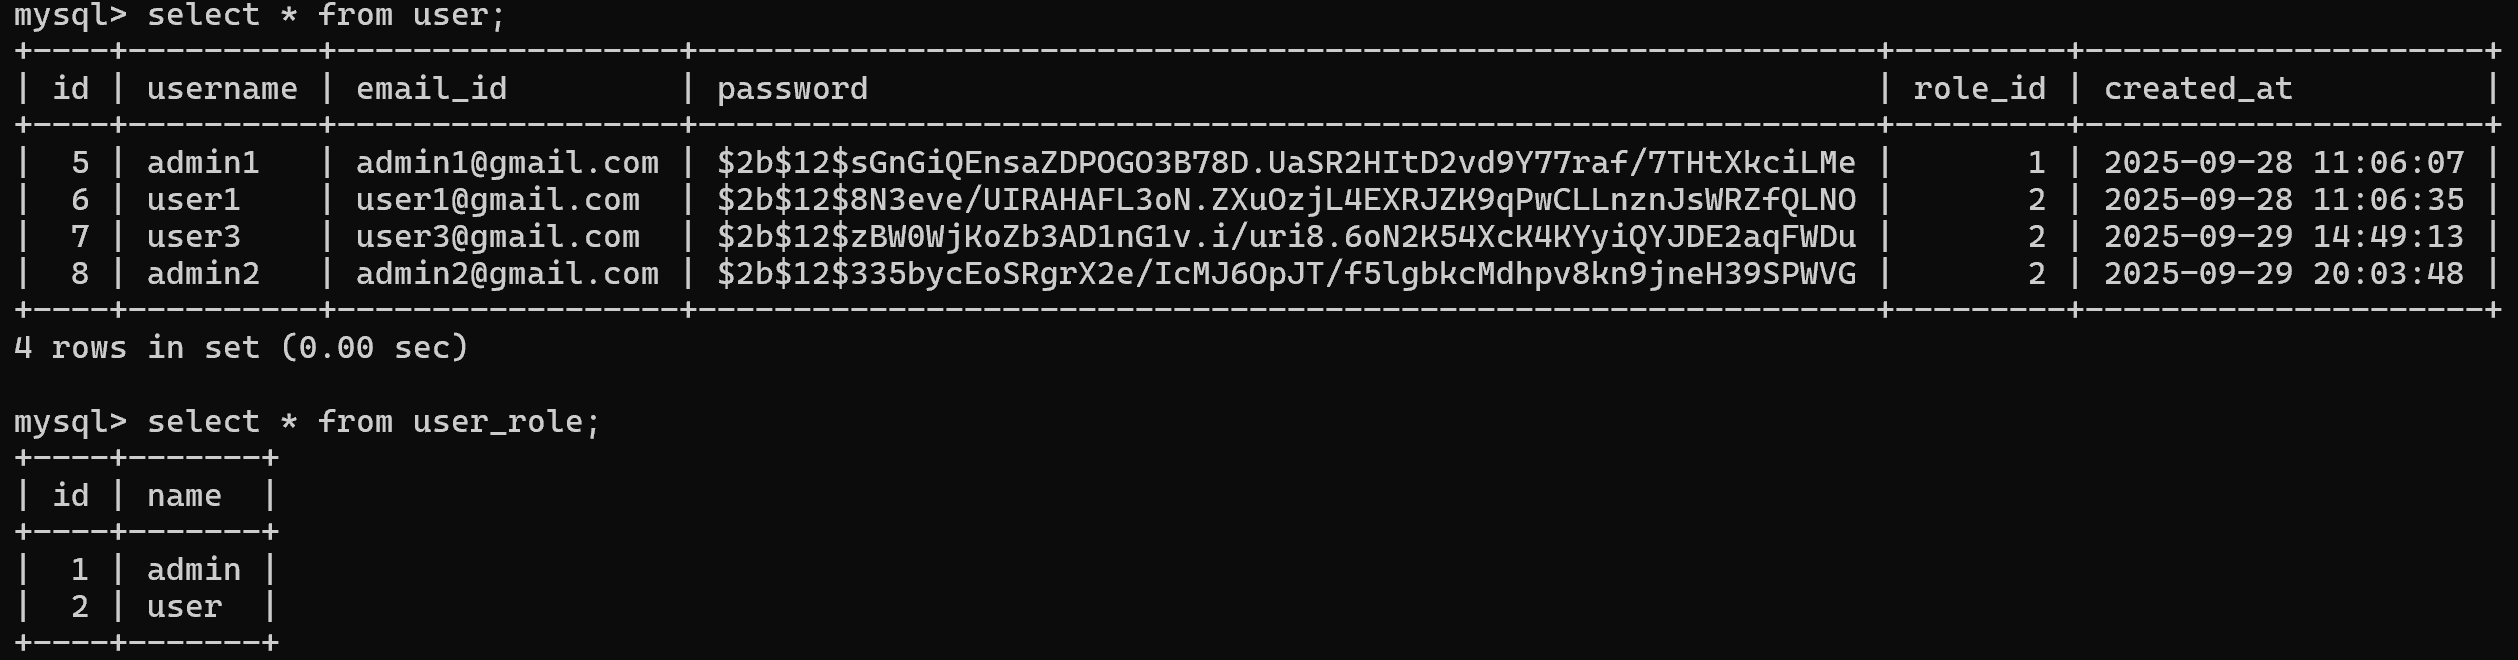 mysql> select * from user;
+----+----------+------------------+--------------------------------------------------------------+---------+---------------------+
| id | username | email_id         | password                                                     | role_id | created_at          |
+----+----------+------------------+--------------------------------------------------------------+---------+---------------------+
|  5 | admin1   | admin1@gmail.com | $2b$12$sGnGiQEnsaZDPOGO3B78D.UaSR2HItD2vd9Y77raf/7THtXkciLMe |       1 | 2025-09-28 11:06:07 |
|  6 | user1    | user1@gmail.com  | $2b$12$8N3eve/UIRAHAFL3oN.ZXuOzjL4EXRJZK9qPwCLLnznJsWRZfQLNO |       2 | 2025-09-28 11:06:35 |
|  7 | user3    | user3@gmail.com  | $2b$12$zBW0WjKoZb3AD1nG1v.i/uri8.6oN2K54XcK4KYyiQYJDE2aqFWDu |       2 | 2025-09-29 14:49:13 |
|  8 | admin2   | admin2@gmail.com | $2b$12$335bycEoSRgrX2e/IcMJ6OpJT/f5lgbkcMdhpv8kn9jneH39SPWVG |       2 | 2025-09-29 20:03:48 |
+----+----------+------------------+--------------------------------------------------------------+---------+---------------------+
4 rows in set (0.00 sec)
mysql> select * from user_role;
+----+-------+
| id | name  |
+----+-------+
|  1 | admin |
|  2 | user  |
+----+-------+